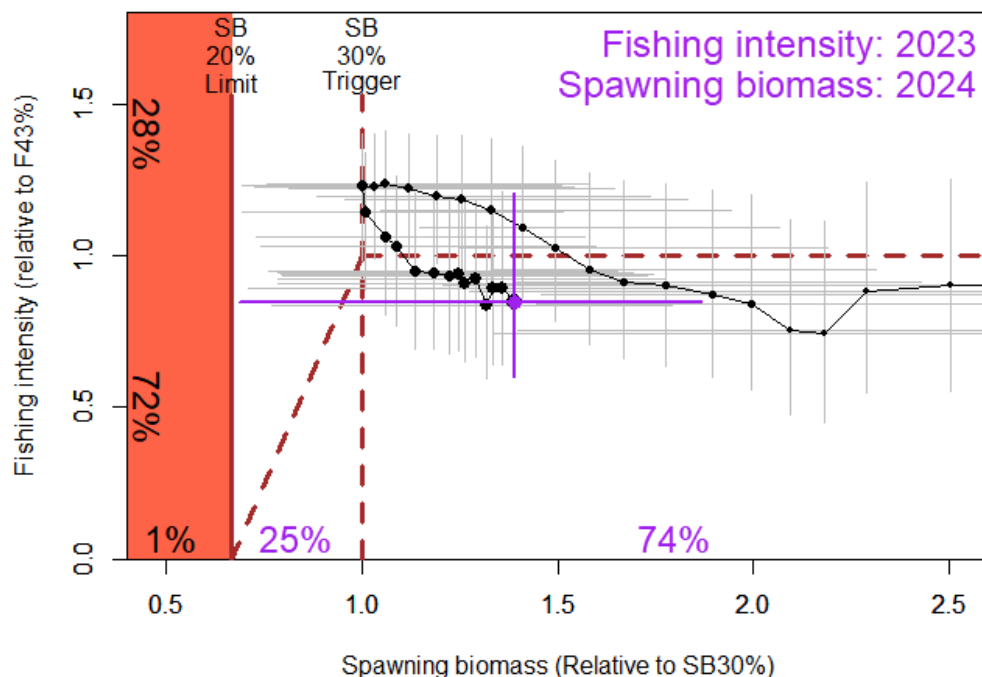 SB
20%
Limit
SB
30%
Trigger
Fishing intensity: 2023
Spawning biomass: 2024
Fishing intensity (relative to F43%)
1.5
1.0
0.5
0.0
28%
72%
1%
25%
74%
0.5
1.0
1.5
2.0
2.5
Spawning biomass (Relative to SB30%)